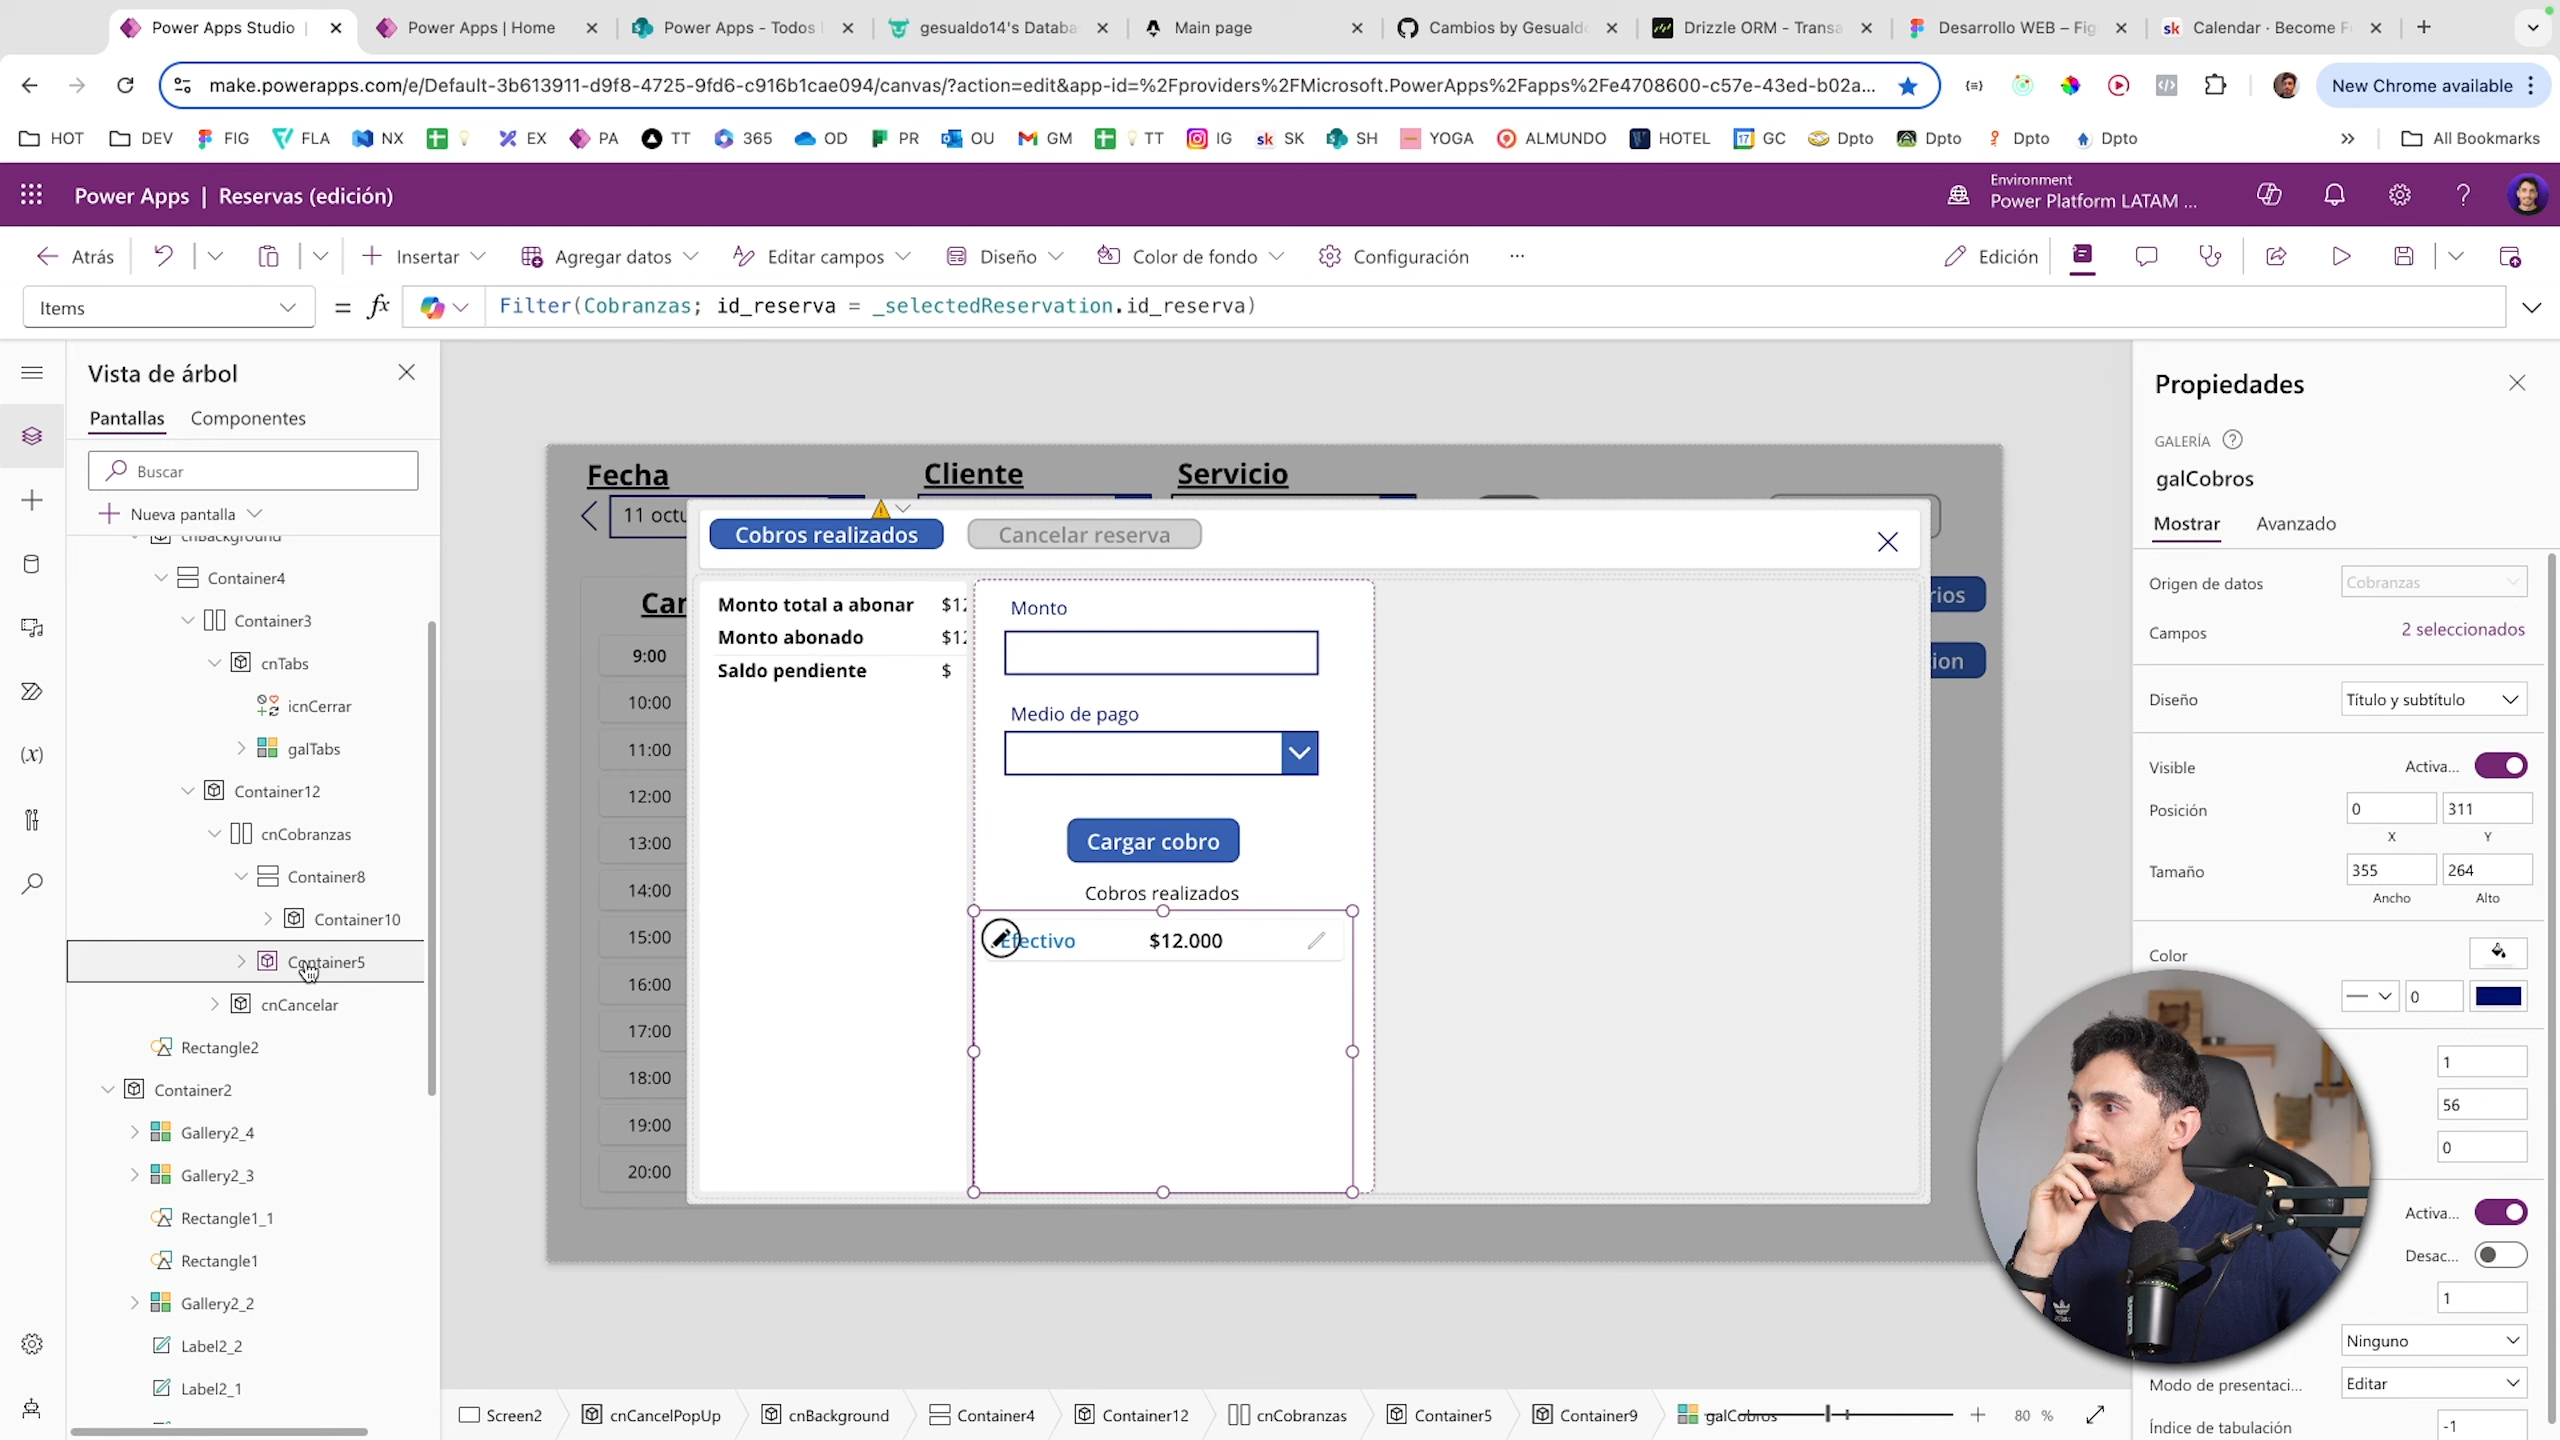 Power Apps Studio
Power Apps | Home
Power Apps - Todos
gesualdo14's Databa
Main page
Cambios by Gesualdo
Drizzle ORM - Transa
Desarrollo WEB – Fig
Calendar · Become F
make.powerapps.com/e/Default-3b613911-d9f8-4725-9fd6-c916b1cae094/canvas/?action=edit&app-id=%2Fproviders%2FMicrosoft.PowerApps%2Fapps%2Fe4708600-c57e-43ed-b02a...
New Chrome available
HOT
DEV
FIG
FLA
NX
EX
PA
TT
365
OD
PR
OU
GM
TT
IG
SK
SH
YOGA
ALMUNDO
HOTEL
GC
Dpto
Dpto
Dpto
Dpto
All Bookmarks
Power Apps | Reservas (edición)
Environment
Power Platform LATAM ...
Atrás
Insertar
Agregar datos
Editar campos
Diseño
Color de fondo
Configuración
Edición
Items
= fx
Filter(Cobranzas; id_reserva = _selectedReservation.id_reserva)
Vista de árbol
Pantallas
Componentes
Buscar
Nueva pantalla
cnBackground
Container4
Container3
cnTabs
icnCerrar
galTabs
Container12
cnCobranzas
Container8
Container10
Container5
cnCancelar
Rectangle2
Container2
Gallery2_4
Gallery2_3
Rectangle1_1
Rectangle1
Gallery2_2
Label2_2
Label2_1
Fecha
Cliente
Servicio
11 octu
Cobros realizados
Cancelar reserva
Car
rios
ion
9:00
10:00
11:00
12:00
13:00
14:00
15:00
16:00
17:00
18:00
19:00
20:00
Monto total a abonar $12
Monto abonado $12
Saldo pendiente $
Monto
Medio de pago
Cargar cobro
Cobros realizados
Efectivo
$12.000
Screen2
cnCancelPopUp
cnBackground
Container4
Container12
cnCobranzas
Container5
Container9
galCobros
80 %
Propiedades
GALERÍA
galCobros
Mostrar
Avanzado
Origen de datos
Cobranzas
Campos
2 seleccionados
Diseño
Título y subtítulo
Visible
Activa...
Posición
0
311
X
Y
Tamaño
355
264
Ancho
Alto
Color
0
1
56
0
Activa...
Desac...
1
Ninguno
Modo de presentaci...
Editar
Índice de tabulación
-1